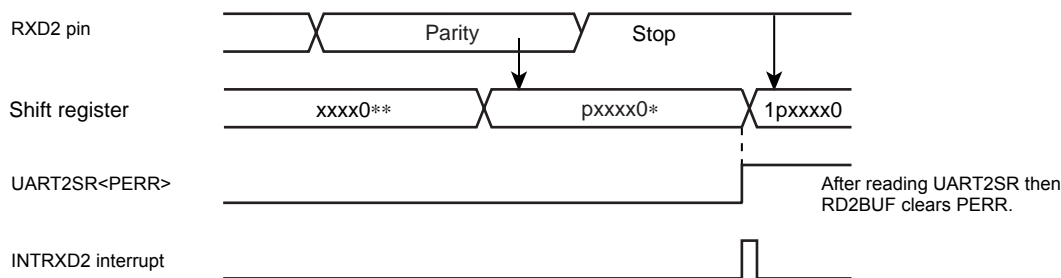 RXD2 pin
Parity
Stop
Shift register
xxxx0**
pxxxx0*
1pxxxx0
UART2SR<PERR>
After reading UART2SR then
RD2BUF clears PERR.
INTRXD2 interrupt